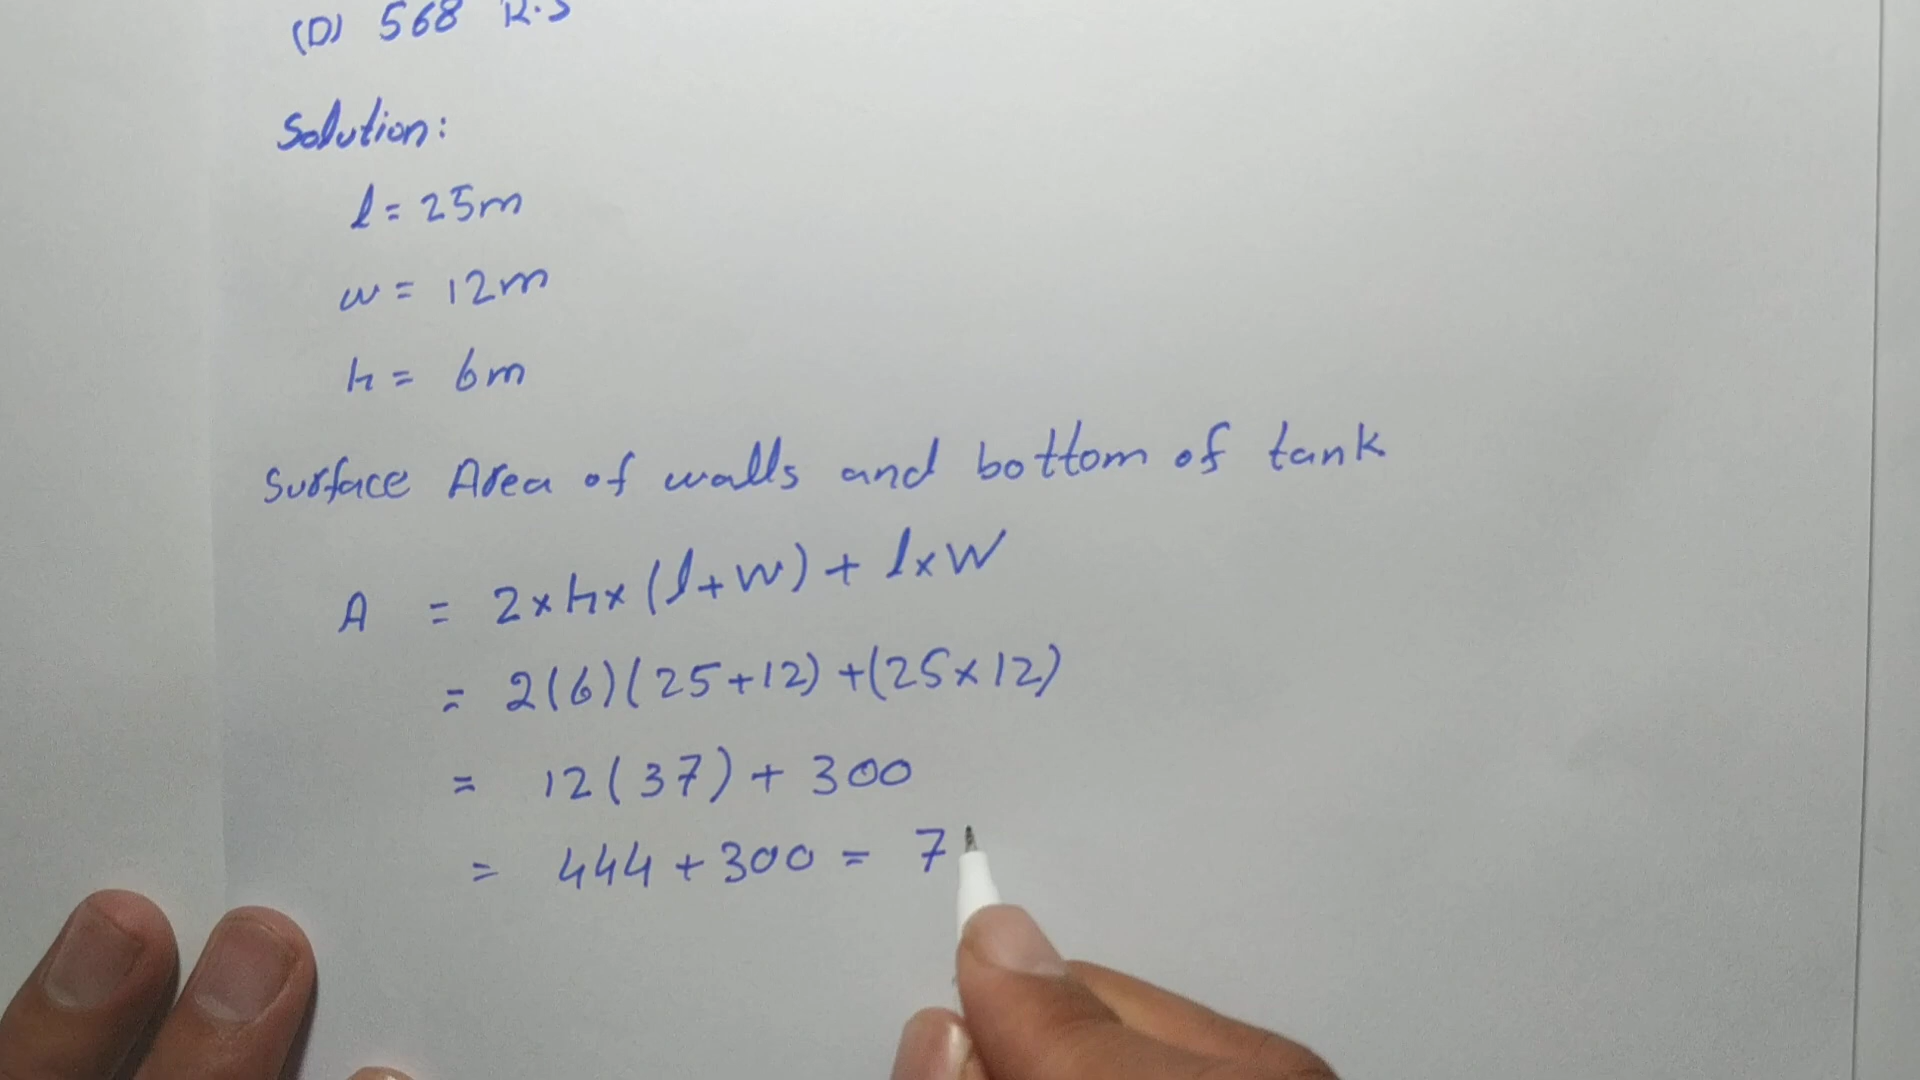 (D) 568 R.S
Solution:
l = 25m
w = 12m
h = 6m
Surface Area of walls and bottom of tank
A = 2×h×(l+w)+l×w
= 2(6)(25+12)+(25×12)
= 12(37)+300
= 444+300 = 7